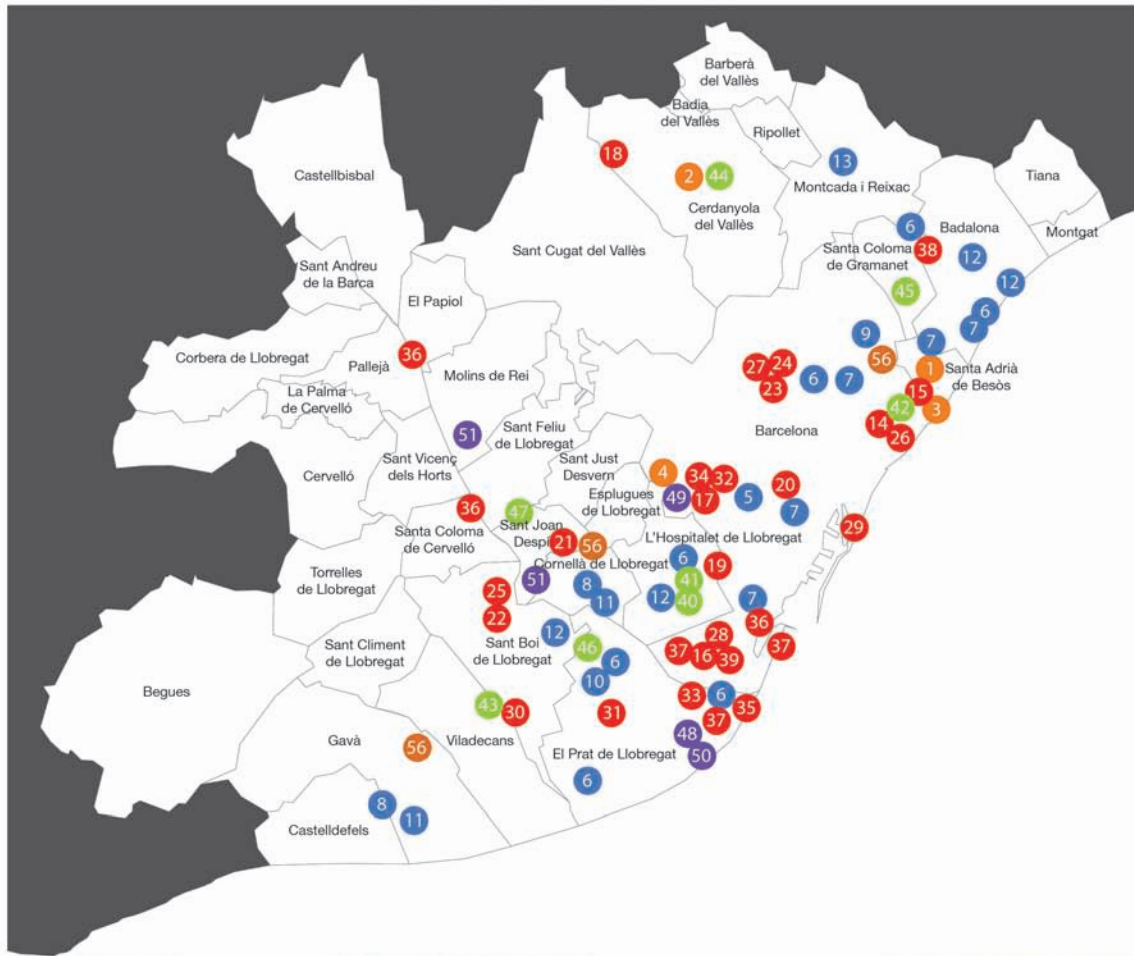 Barberà
del Vallès
Badia
del Vallès
Ripollet
18
13
2
44
Castellbisbal
Montcada i Reixac
Tiana
Cerdanyola
del Vallès
6
Badalona
Montgat
Sant Cugat del Vallès
Santa Coloma
de Gramanet
38
12
Sant Andreu
de la Barca
El Papiol
45
12
6
7
9
7
Corbera de Llobregat
Pallejà
36
56
27
24
1
Santa Adrià
de Besòs
Molins de Rei
6
7
La Palma
de Cervelló
23
15
42
3
Sant Feliu
de Llobregat
14
26
Barcelona
51
Sant Vicenç
dels Horts
Cervelló
Sant Just
Desvern
4
34
32
20
Esplugues
de Llobregat
49
17
5
36
47
7
Santa Coloma
de Cervelló
Sant Joan
Despí
29
21
56
L'Hospitalet de Llobregat
Cornellà de Llobregat
6
19
Torrelles
de Llobregat
51
8
41
25
11
12
40
7
22
36
12
28
Sant Climent
de Llobregat
Sant Boi
de Llobregat
46
37
16
39
37
6
10
Begues
33
6
43
30
31
35
37
Gavà
Viladecans
48
56
El Prat de Llobregat
50
6
8
11
Castelldefels